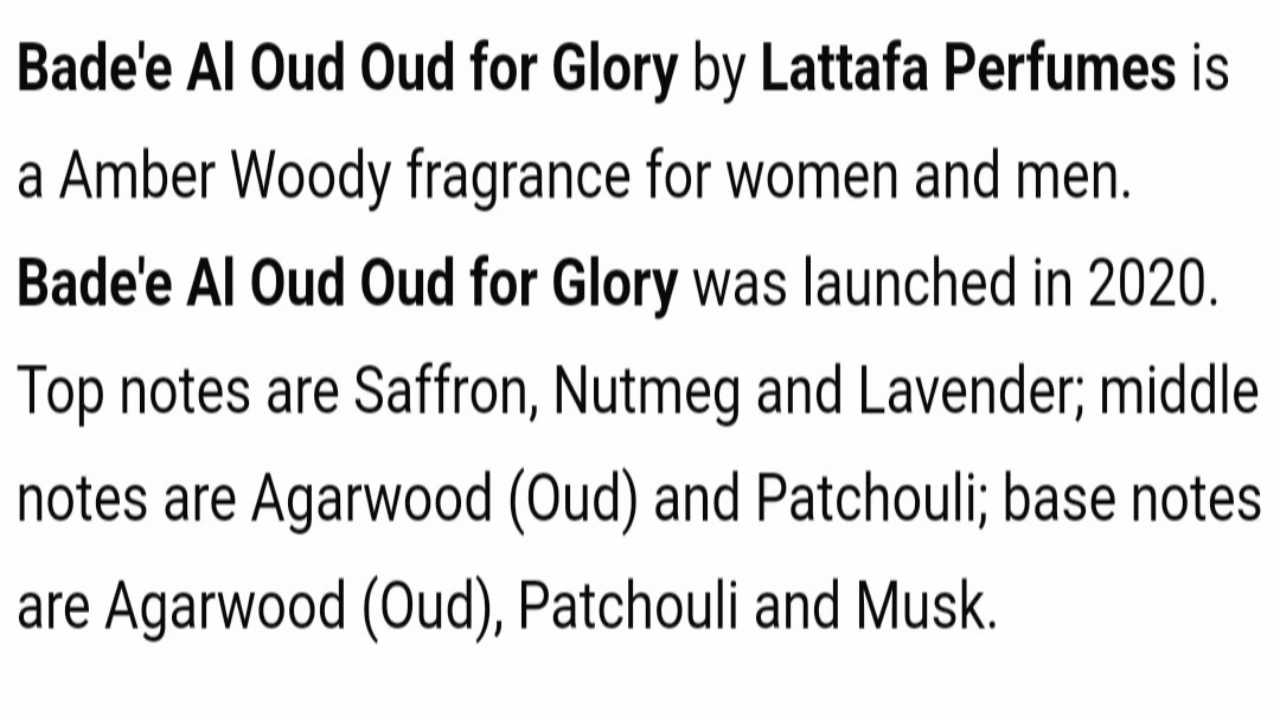 Bade'e Al Oud Oud for Glory by Lattafa Perfumes is
a Amber Woody fragrance for women and men.
Bade'e Al Oud Oud for Glory was launched in 2020.
Top notes are Saffron, Nutmeg and Lavender; middle
notes are Agarwood (Oud) and Patchouli; base notes
are Agarwood (Oud), Patchouli and Musk.